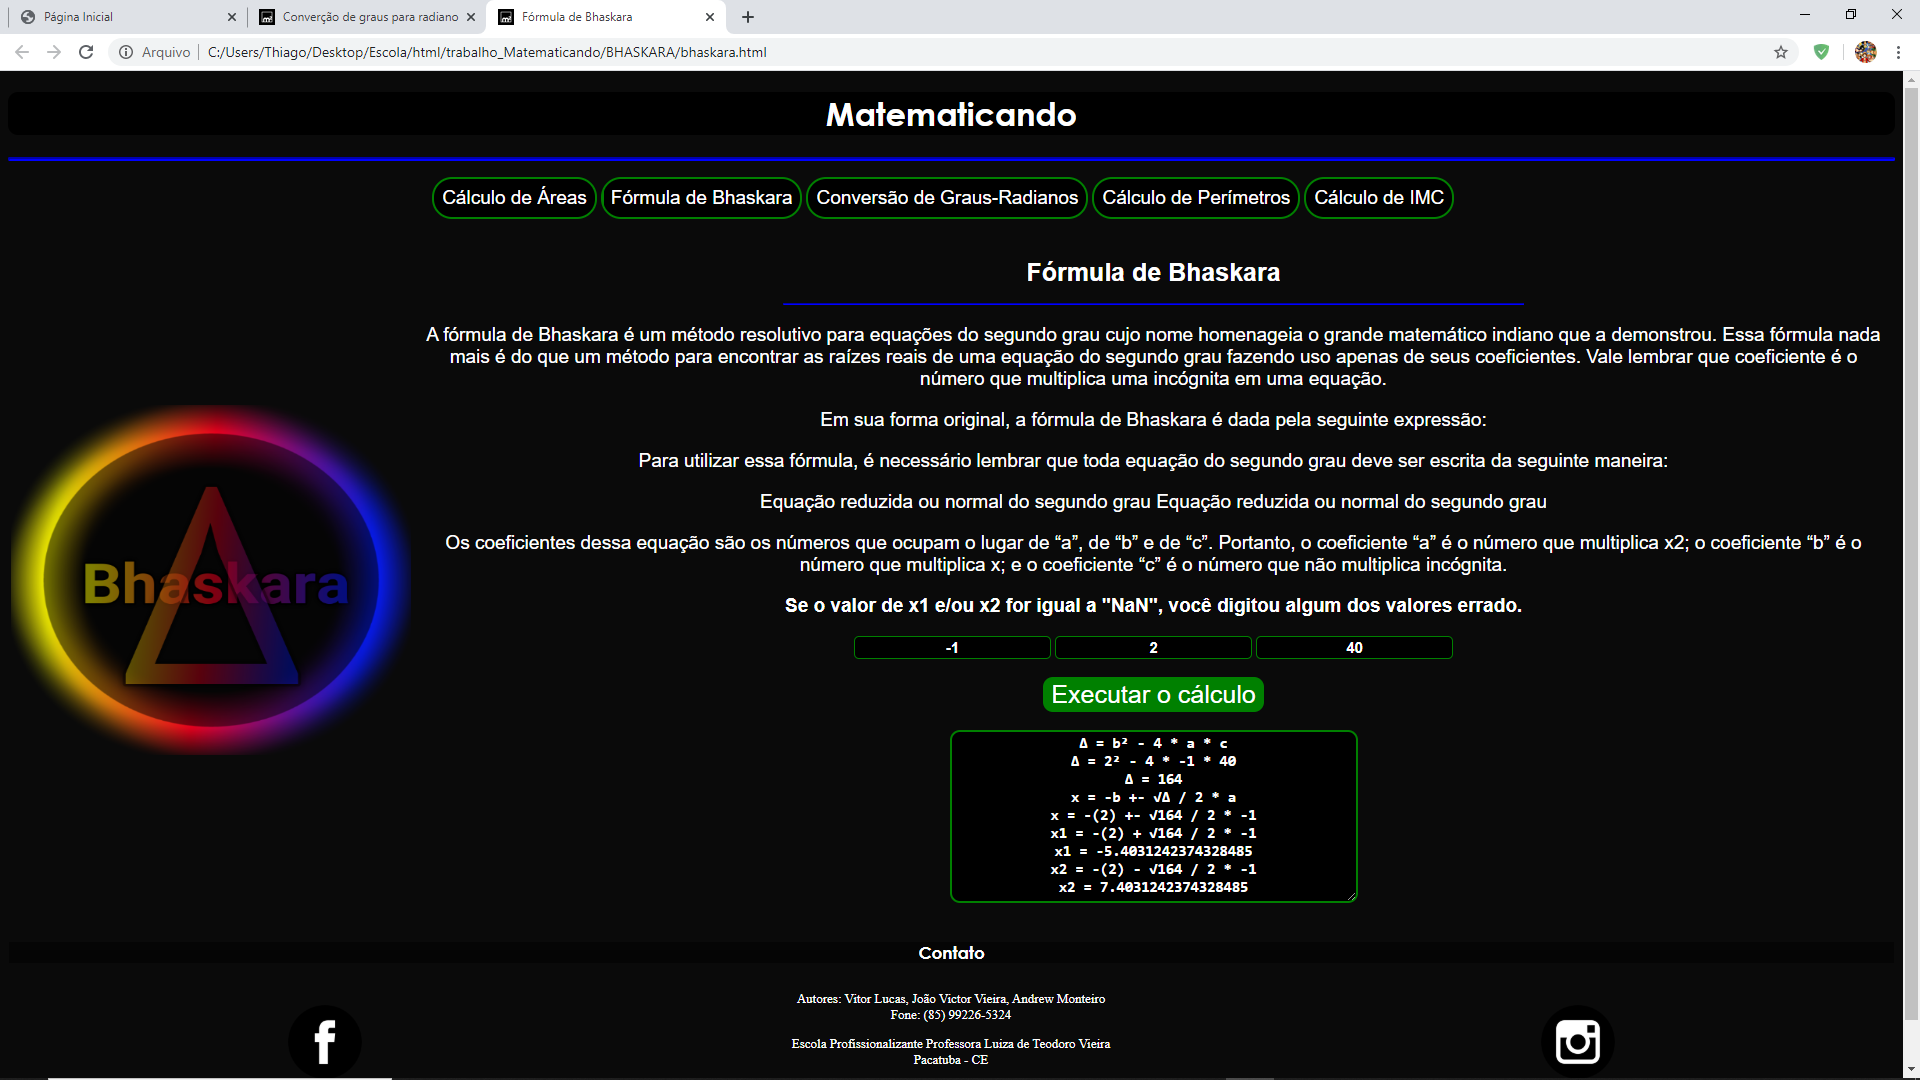 Página Inicial
Converção de graus para radiano
Fórmula de Bhaskara
Arquivo
C:/Users/Thiago/Desktop/Escola/html/trabalho_Matematicando/BHASKARA/bhaskara.html
Matematicando
Cálculo de Áreas
Fórmula de Bhaskara
Conversão de Graus-Radianos
Cálculo de Perímetros
Cálculo de IMC
Fórmula de Bhaskara
A fórmula de Bhaskara é um método resolutivo para equações do segundo grau cujo nome homenageia o grande matemático indiano que a demonstrou. Essa fórmula nada
mais é do que um método para encontrar as raízes reais de uma equação do segundo grau fazendo uso apenas de seus coeficientes. Vale lembrar que coeficiente é o
número que multiplica uma incógnita em uma equação.
Em sua forma original, a fórmula de Bhaskara é dada pela seguinte expressão:
Para utilizar essa fórmula, é necessário lembrar que toda equação do segundo grau deve ser escrita da seguinte maneira:
Equação reduzida ou normal do segundo grau Equação reduzida ou normal do segundo grau
Os coeficientes dessa equação são os números que ocupam o lugar de “a”, de “b” e de “c”. Portanto, o coeficiente “a” é o número que multiplica x2; o coeficiente “b” é o
número que multiplica x; e o coeficiente “c” é o número que não multiplica incógnita.
Bhaskara
Se o valor de x1 e/ou x2 for igual a "NaN", você digitou algum dos valores errado.
-1
2
40
Executar o cálculo
Δ = b² - 4 * a * c
Δ = 2² - 4 * -1 * 40
Δ = 164
x = -b +- √Δ / 2 * a
x = -(2) +- √164 / 2 * -1
x1 = -(2) + √164 / 2 * -1
x1 = -5.4031242374328485
x2 = -(2) - √164 / 2 * -1
x2 = 7.4031242374328485
Contato
Autores: Vitor Lucas, João Victor Vieira, Andrew Monteiro
Fone: (85) 99226-5324
Escola Profissionalizante Professora Luiza de Teodoro Vieira
Pacatuba - CE